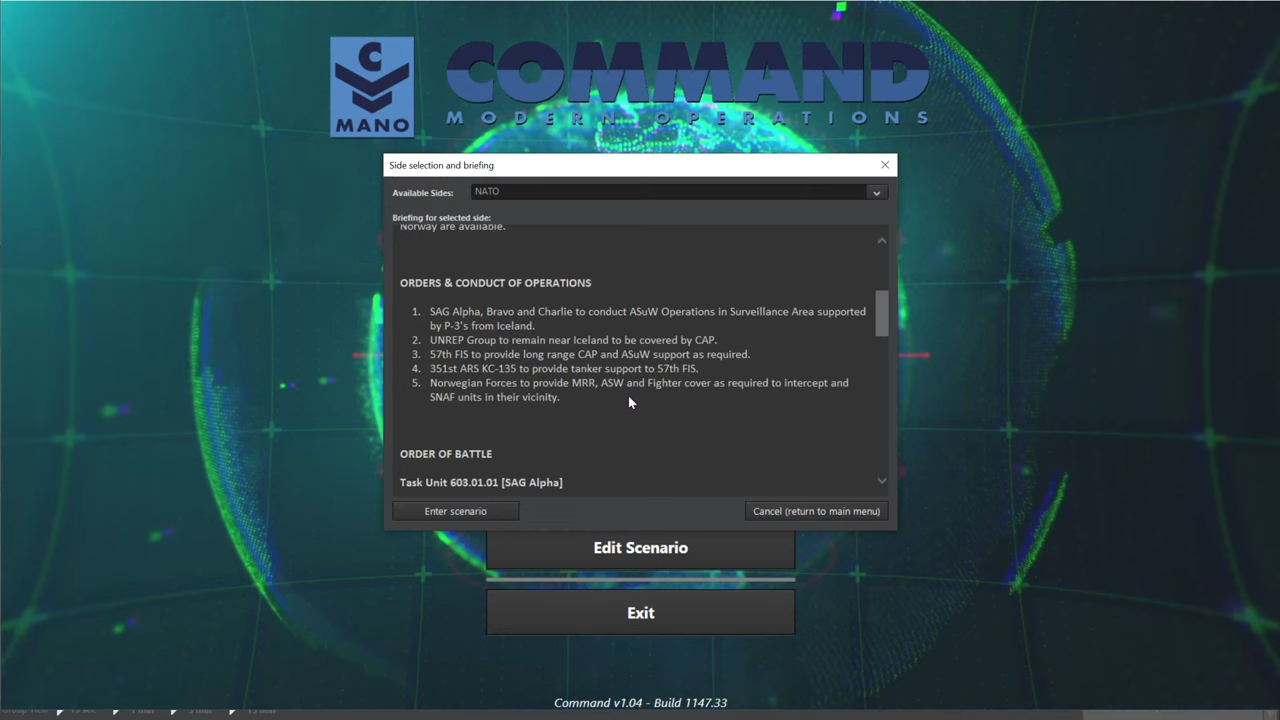 C
MANO
COMMAND
MODERN OPERATIONS
Side selection and briefing
Available Sides:
NATO
Briefing for selected side:
Norway are available.
ORDERS & CONDUCT OF OPERATIONS
1. SAG Alpha, Bravo and Charlie to conduct ASuW Operations in Surveillance Area supported
by P-3's from Iceland.
2. UNREP Group to remain near Iceland to be covered by CAP.
3. 57th FIS to provide long range CAP and ASuW support as required.
4. 351st ARS KC-135 to provide tanker support to 57th FIS.
5. Norwegian Forces to provide MRR, ASW and Fighter cover as required to intercept and
SNAF units in their vicinity.
ORDER OF BATTLE
Task Unit 603.01.01 [SAG Alpha]
Enter scenario
Cancel (return to main menu)
Edit Scenario
Exit
Command v1.04 - Build 1147.33